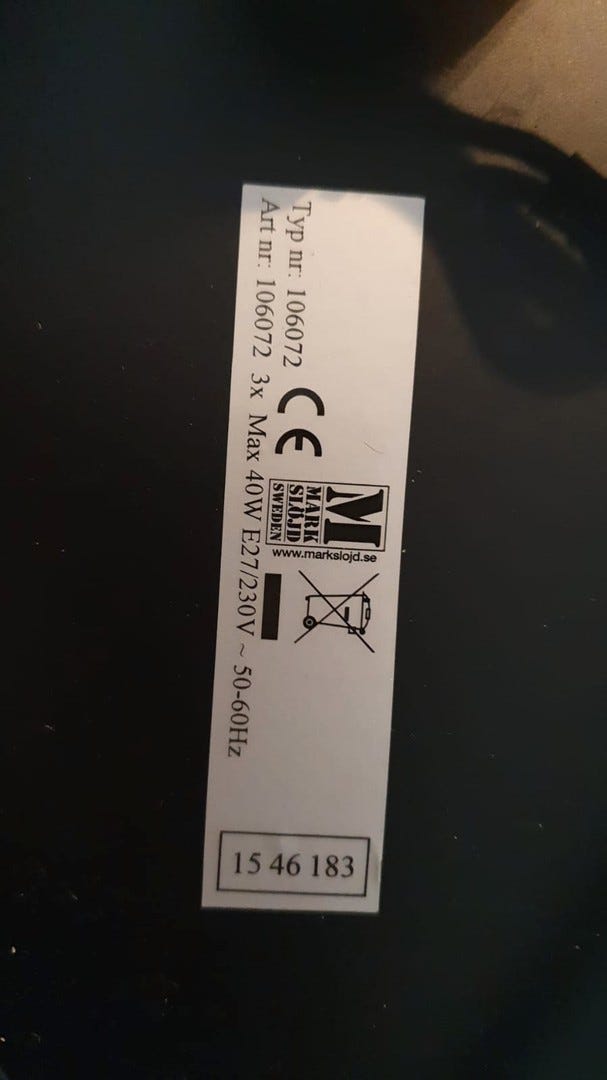 Typ nr: 106072
Art nr: 106072 3x Max 40W E27/230V ~ 50-60Hz
CE
M
MARK
SLÖJD
SWEDEN
www.markslojd.se
15 46 183